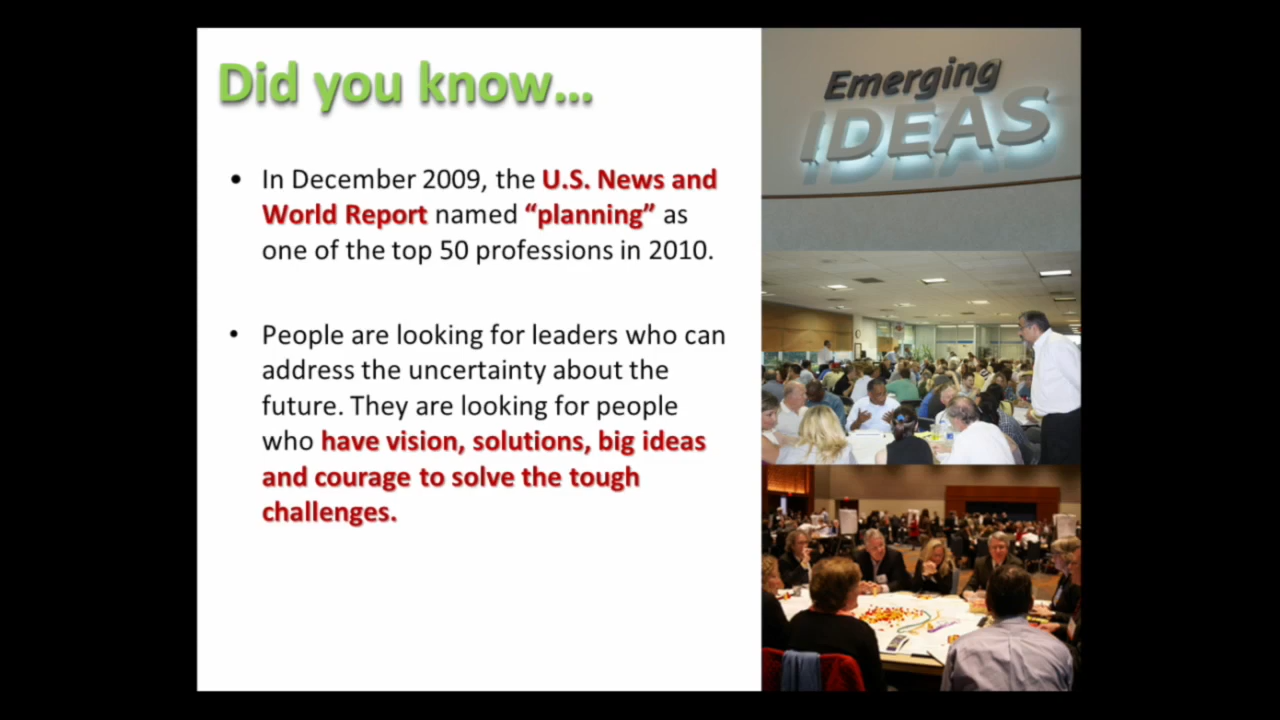 Did you know...
• In December 2009, the U.S. News and
World Report named “planning” as
one of the top 50 professions in 2010.
• People are looking for leaders who can
address the uncertainty about the
future. They are looking for people
who have vision, solutions, big ideas
and courage to solve the tough
challenges.
Emerging
IDEAS